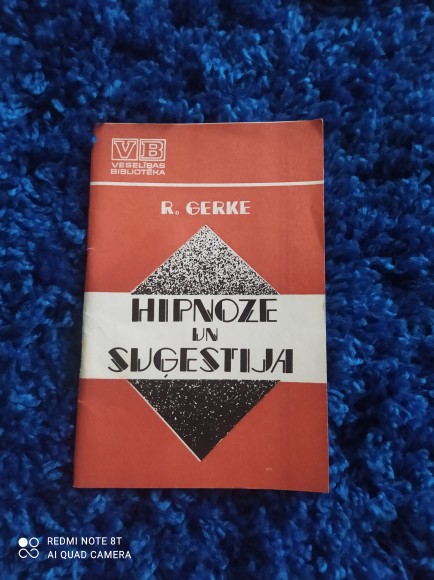 VB
VESELĪBAS
BIBLIOTĒKA
R. GERKE
HIPNOZE
UN
SUĢESTIJA
REDMI NOTE 8T
AI QUAD CAMERA